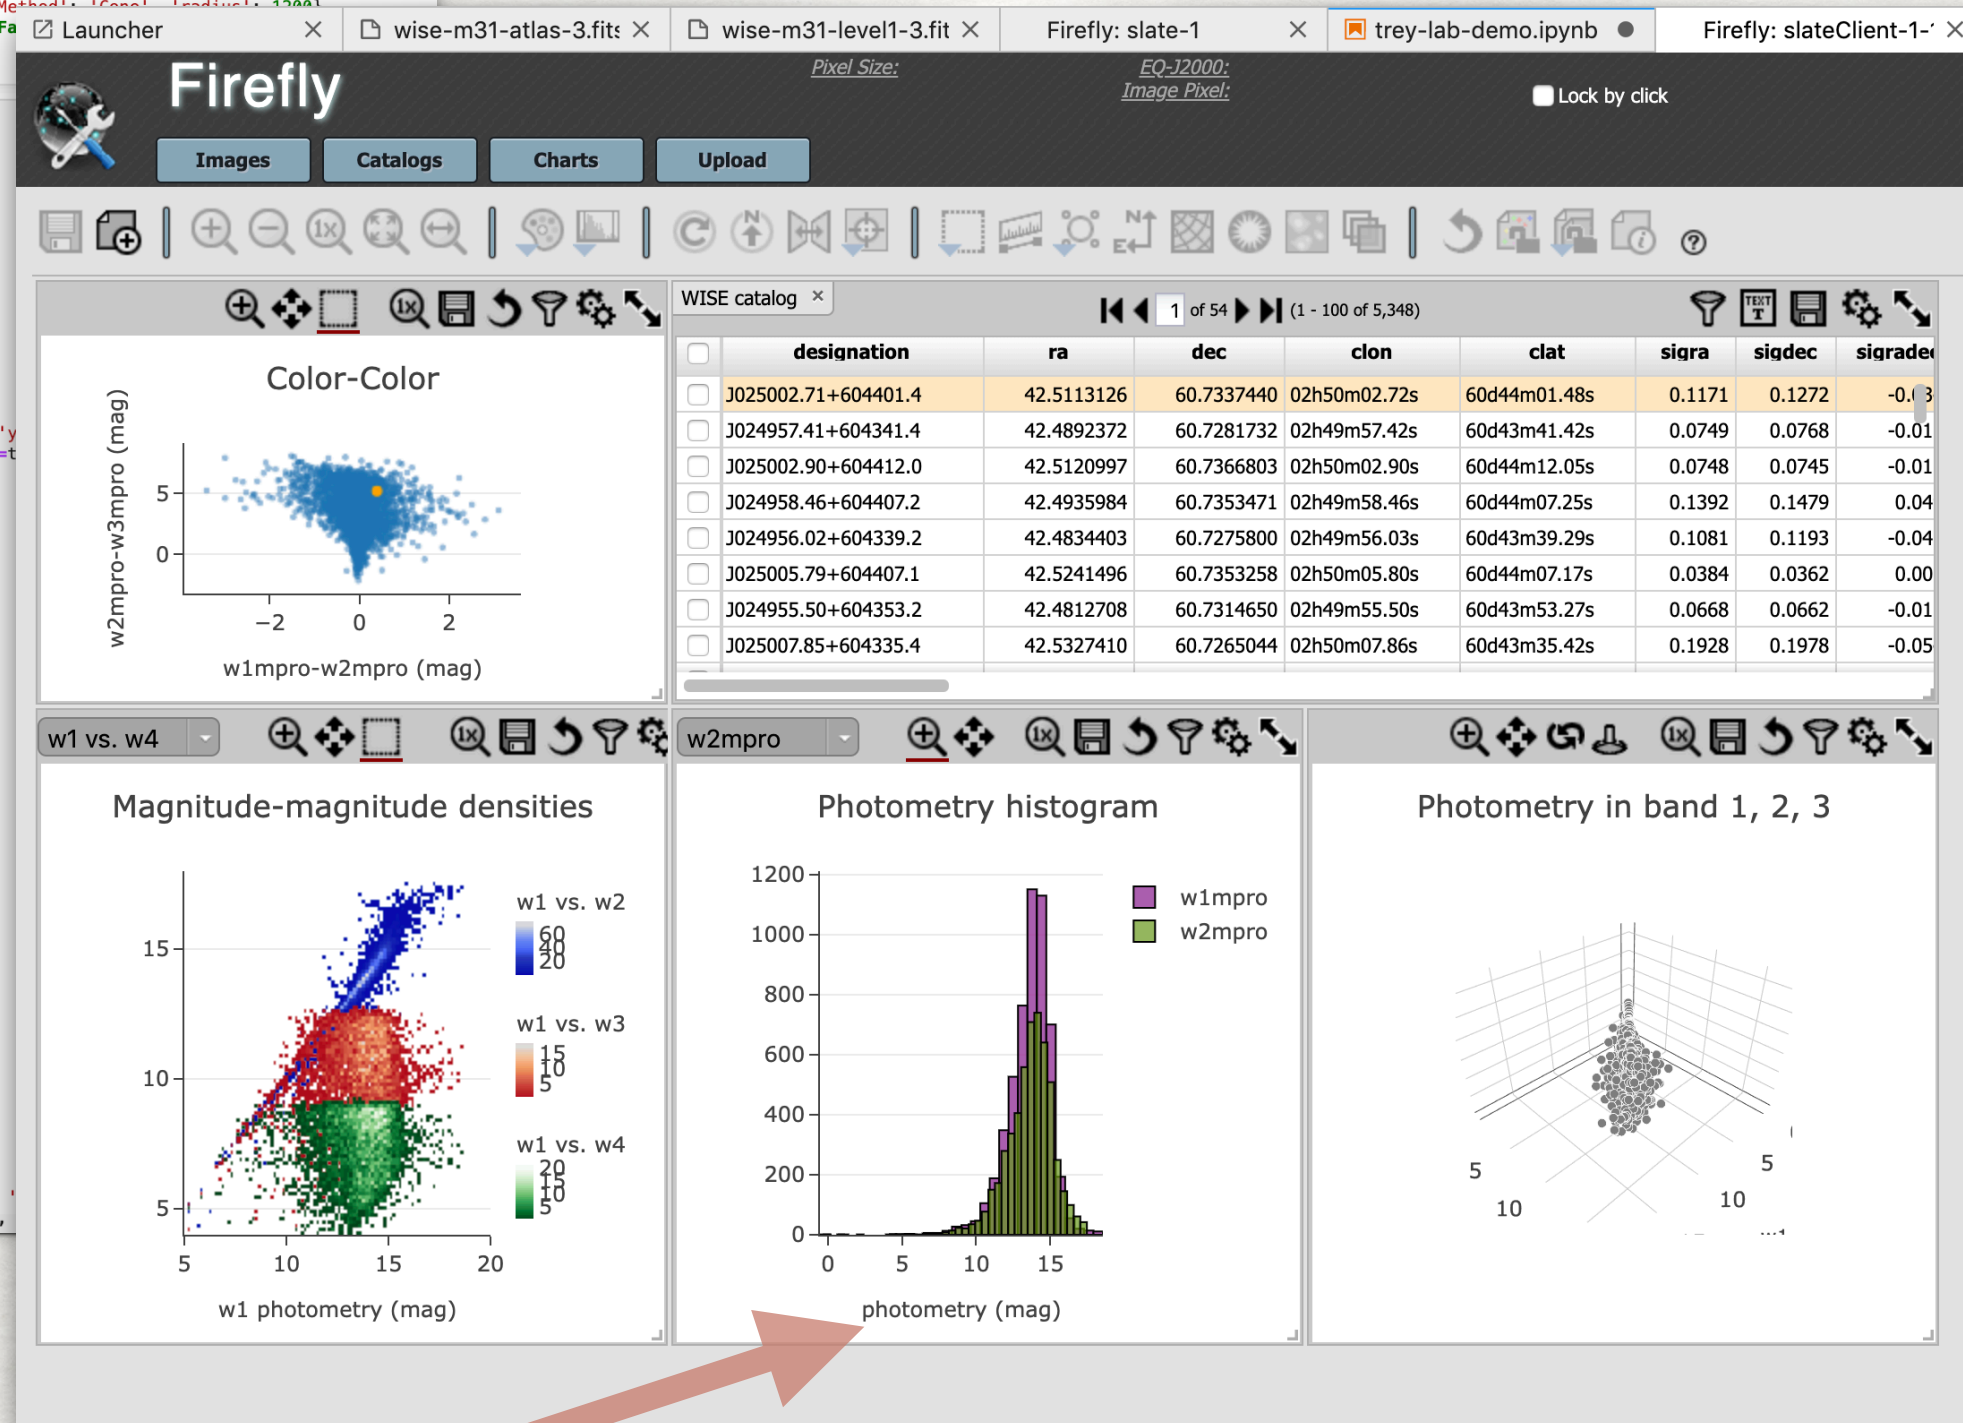 Method': 'Cone', 'radius': 1200}
Fa
Launcher
wise-m31-atlas-3.fits
wise-m31-level1-3.fit
Firefly: slate-1
trey-lab-demo.ipynb
Firefly: slateClient-1-
Firefly
Pixel Size:
EQ-J2000:
Image Pixel:
Lock by click
Images
Catalogs
Charts
Upload
1x
N
N
E
?
'y
=t
1x
Color-Color
w2mpro-w3mpro (mag)
5
0
−2
0
2
w1mpro-w2mpro (mag)
WISE catalog
1 of 54 (1 - 100 of 5,348)
TEXT
T
designation ra dec clon clat sigra sigdec sigradec
J025002.71+604401.4 42.5113126 60.7337440 02h50m02.72s 60d44m01.48s 0.1171 0.1272 -0.03
J024957.41+604341.4 42.4892372 60.7281732 02h49m57.42s 60d43m41.42s 0.0749 0.0768 -0.01
J025002.90+604412.0 42.5120997 60.7366803 02h50m02.90s 60d44m12.05s 0.0748 0.0745 -0.01
J024958.46+604407.2 42.4935984 60.7353471 02h49m58.46s 60d44m07.25s 0.1392 0.1479 0.04
J024956.02+604339.2 42.4834403 60.7275800 02h49m56.03s 60d43m39.29s 0.1081 0.1193 -0.04
J025005.79+604407.1 42.5241496 60.7353258 02h50m05.80s 60d44m07.17s 0.0384 0.0362 0.00
J024955.50+604353.2 42.4812708 60.7314650 02h49m55.50s 60d43m53.27s 0.0668 0.0662 -0.01
J025007.85+604335.4 42.5327410 60.7265044 02h50m07.86s 60d43m35.42s 0.1928 0.1978 -0.05
w1 vs. w4
1x
Magnitude-magnitude densities
15
10
5
5
10
15
20
w1 photometry (mag)
w1 vs. w2
60
40
20
w1 vs. w3
15
10
5
w1 vs. w4
20
15
10
5
w2mpro
1x
Photometry histogram
1200
1000
800
600
400
200
0
0
5
10
15
photometry (mag)
w1mpro
w2mpro
1x
Photometry in band 1, 2, 3
5
10
5
10